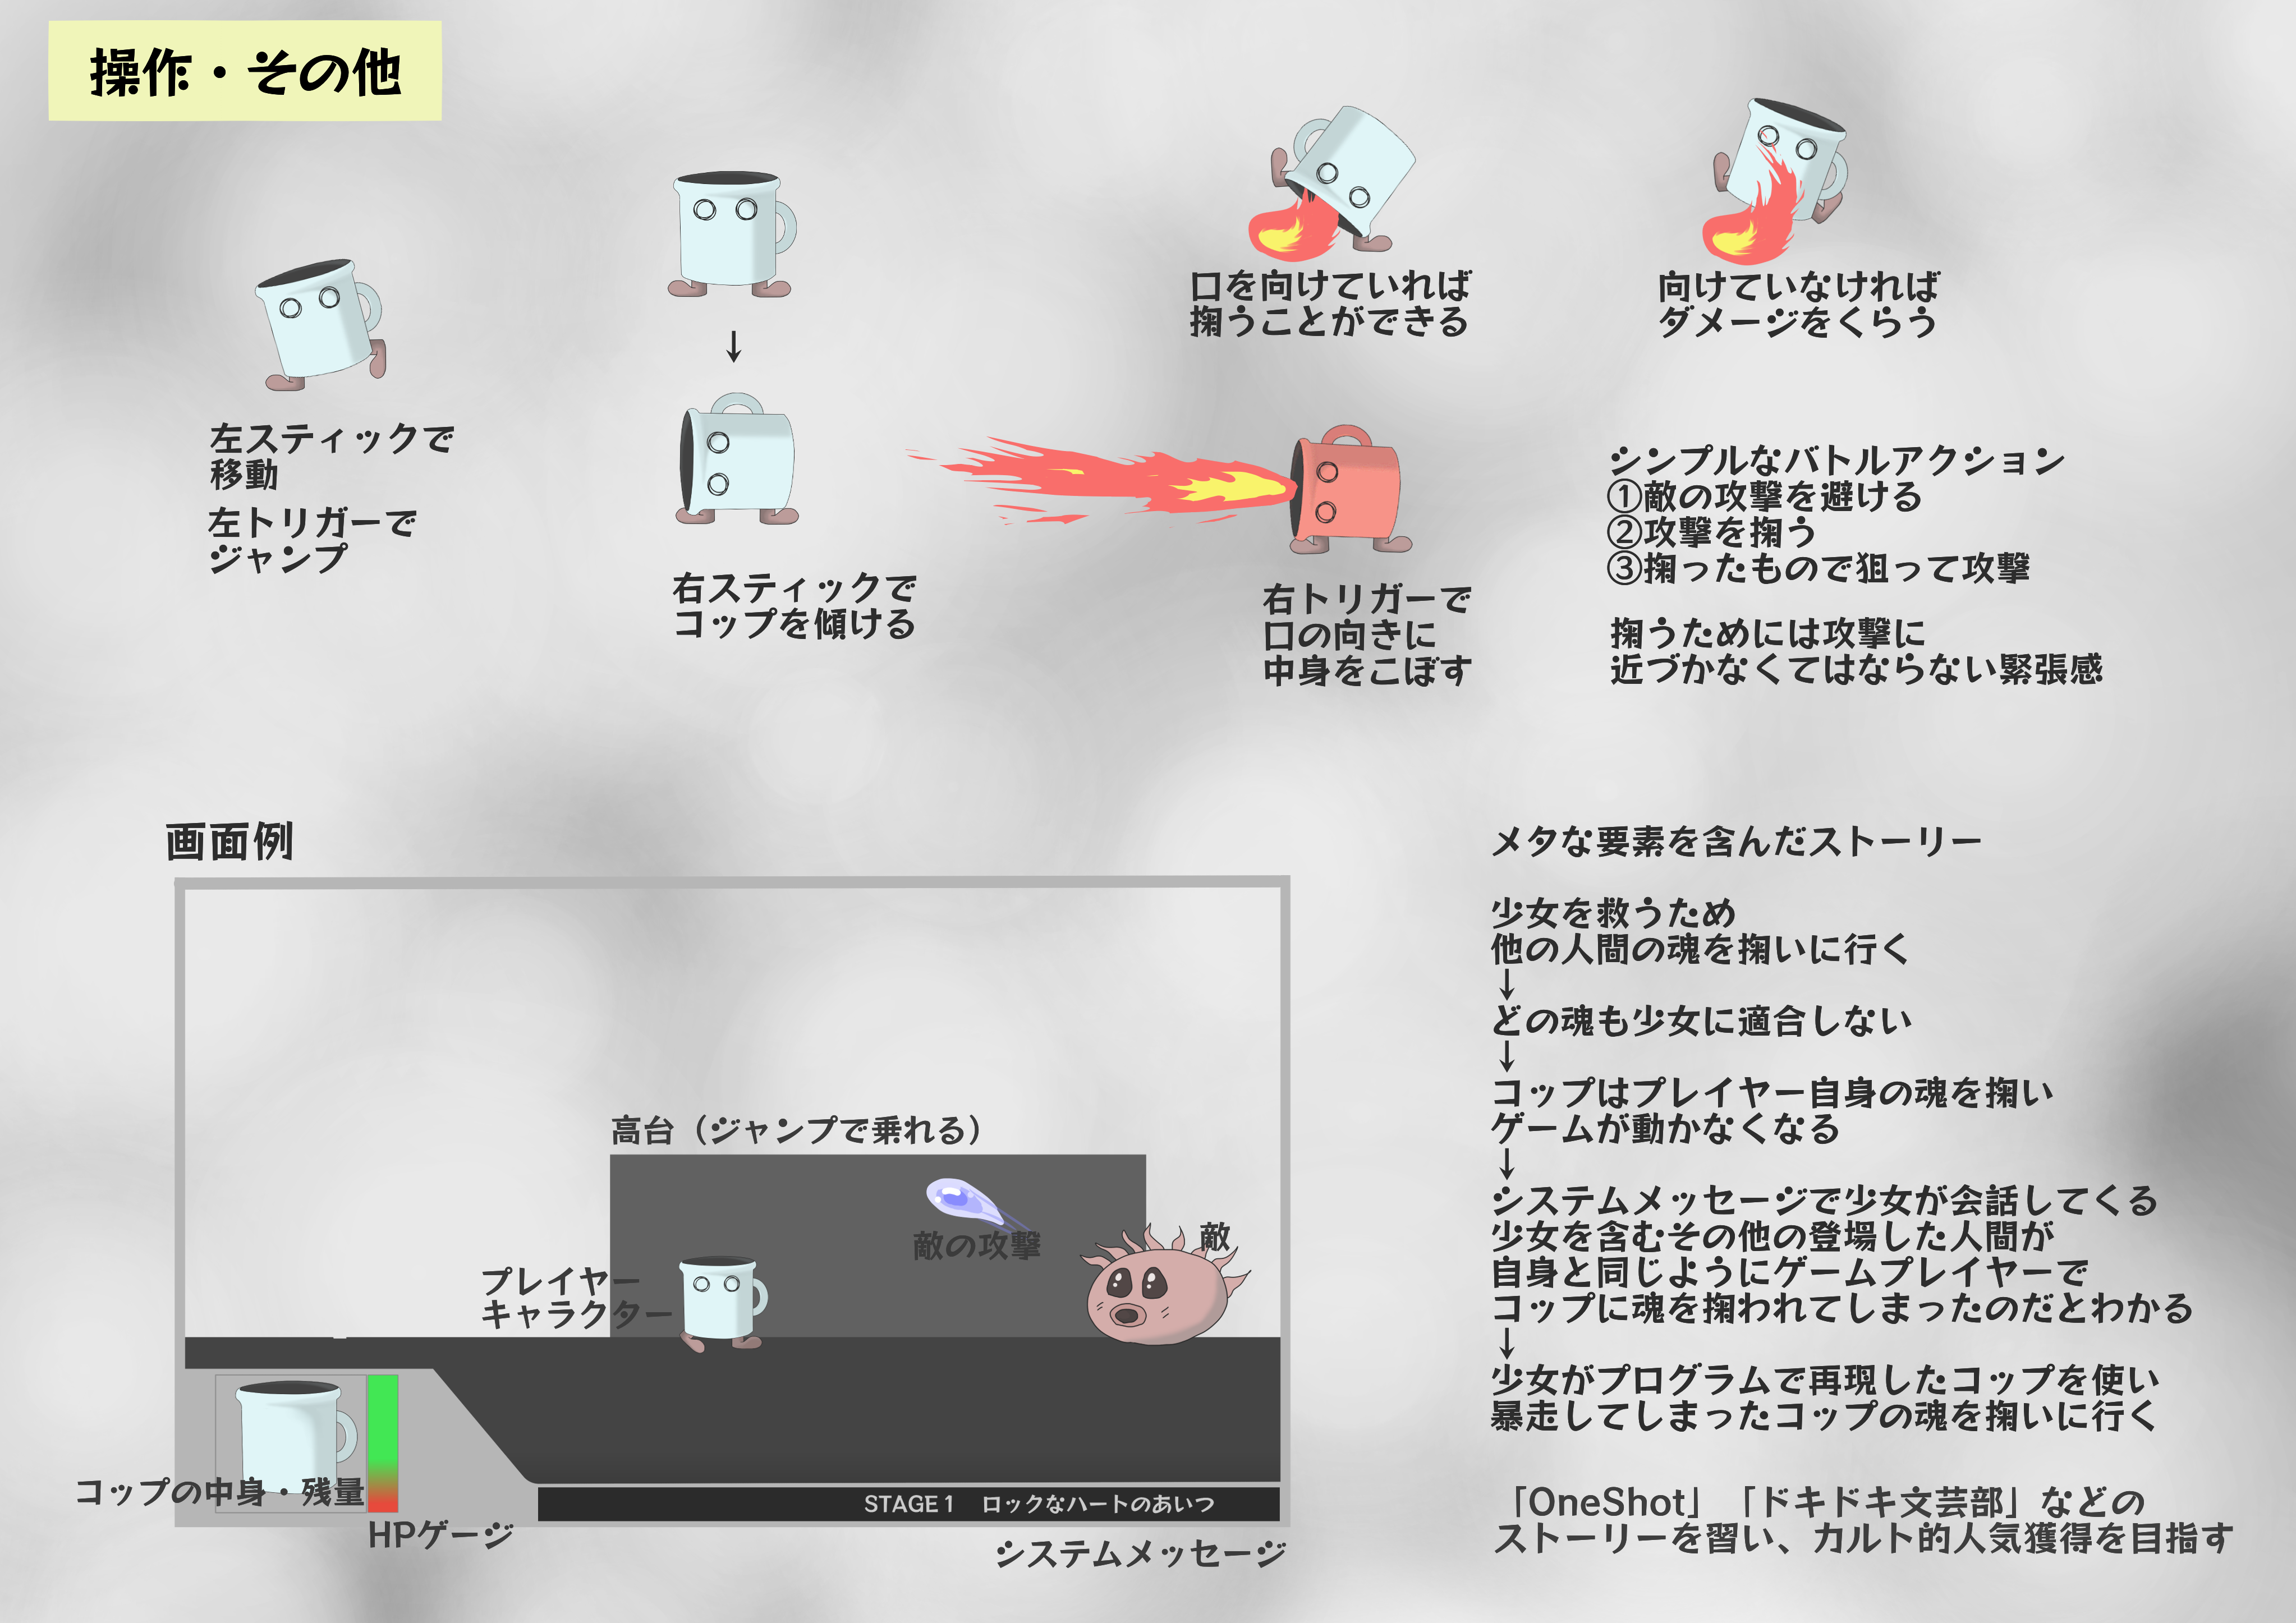 操作・その他
左スティックで
移動
左トリガーで
ジャンプ
↓
右スティックで
コップを傾ける
口を向けていれば
掬うことができる
向けていなければ
ダメージをくらう
右トリガーで
口の向きに
中身をこぼす
シンプルなバトルアクション
①敵の攻撃を避ける
②攻撃を掬う
③掬ったもので狙って攻撃
掬うためには攻撃に
近づかなくてはならない緊張感
画面例
高台（ジャンプで乗れる）
敵の攻撃
敵
プレイヤー
キャラクター
コップの中身・残量
HPゲージ
STAGE1　ロックなハートのあいつ
システムメッセージ
メタな要素を含んだストーリー
少女を救うため
他の人間の魂を掬いに行く
↓
どの魂も少女に適合しない
↓
コップはプレイヤー自身の魂を掬い
ゲームが動かなくなる
↓
システムメッセージで少女が会話してくる
少女を含むその他の登場した人間が
自身と同じようにゲームプレイヤーで
コップに魂を掬われてしまったのだとわかる
↓
少女がプログラムで再現したコップを使い
暴走してしまったコップの魂を掬いに行く
「OneShot」「ドキドキ文芸部」などの
ストーリーを習い、カルト的人気獲得を目指す